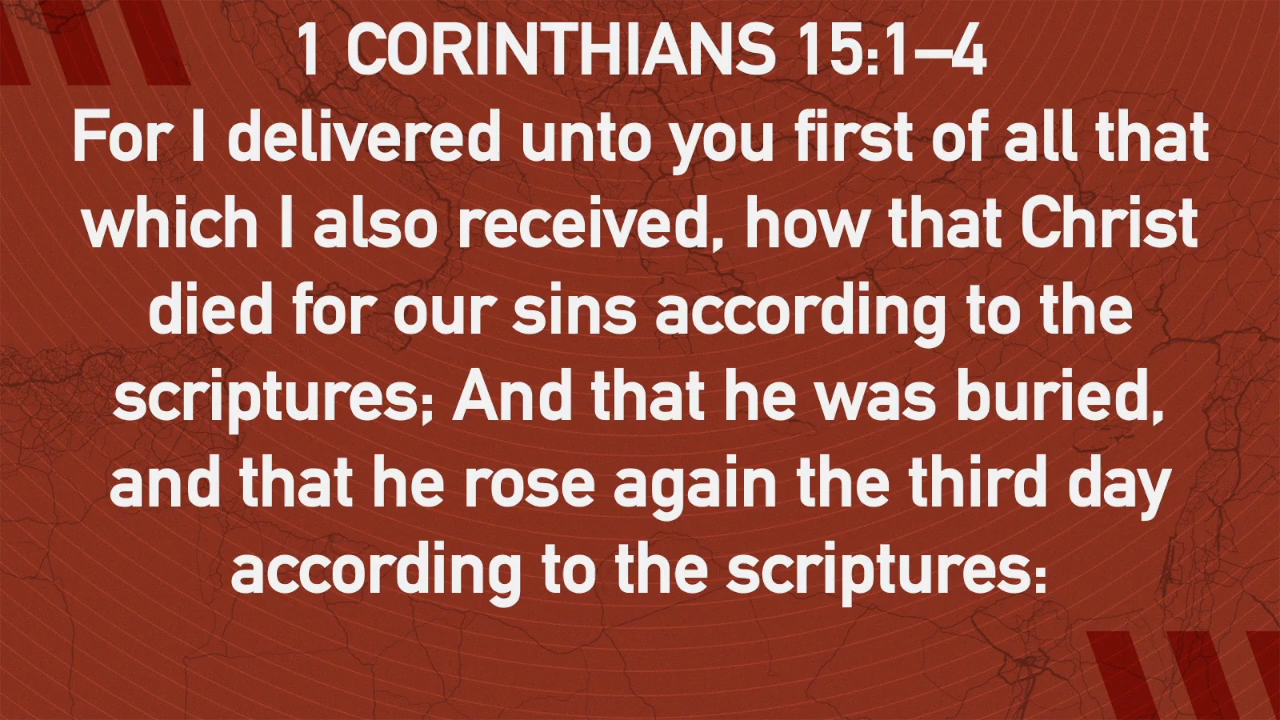 1 CORINTHIANS 15:1–4
For I delivered unto you first of all that
which I also received, how that Christ
died for our sins according to the
scriptures; And that he was buried,
and that he rose again the third day
according to the scriptures: